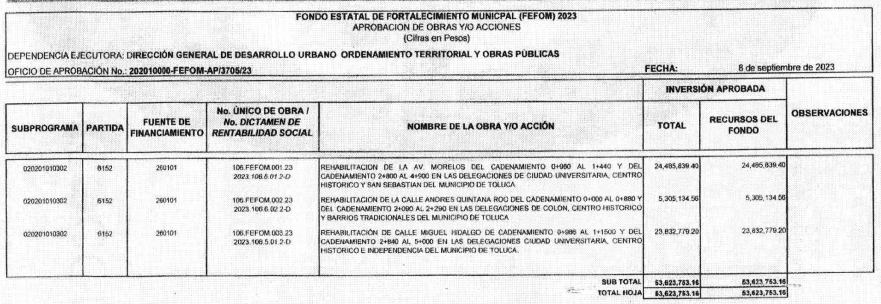 FONDO ESTATAL DE FORTALECIMIENTO MUNICPAL (FEFOM) 2023
APROBACION DE OBRAS Y/O ACCIONES
(Cifras en Pesos)
DEPENDENCIA EJECUTORA: DIRECCIÓN GENERAL DE DESARROLLO URBANO ORDENAMIENTO TERRITORIAL Y OBRAS PÚBLICAS
OFICIO DE APROBACIÓN No.: 202010000-FEFOM-AP/3705/23 FECHA: 8 de septiembre de 2023
INVERSIÓN APROBADA
SUBPROGRAMA PARTIDA FUENTE DE FINANCIAMIENTO No. ÚNICO DE OBRA / No. DICTAMEN DE RENTABILIDAD SOCIAL NOMBRE DE LA OBRA Y/O ACCIÓN TOTAL RECURSOS DEL FONDO OBSERVACIONES
020201010302 6152 260101 106.FEFOM.001.23 REHABILITACION DE LA AV. MORELOS DEL CADENAMIENTO 0+960 AL 1+440 Y DEL 24,485,839.40 24,485,839.40
2023.106.5.01.2-D CADENAMIENTO 2+800 AL 4+900 EN LAS DELEGACIONES DE CIUDAD UNIVERSITARIA, CENTRO
HISTORICO Y SAN SEBASTIAN DEL MUNICIPIO DE TOLUCA
020201010302 6152 260101 106.FEFOM.002.23 REHABILITACION DE LA CALLE ANDRES QUINTANA ROO DEL CADENAMIENTO 0+000 AL 0+880 Y 5,305,134.56 5,305,134.56
2023.106.6.02.2-D DEL CADENAMIENTO 2+090 AL 2+290 EN LAS DELEGACIONES DE COLON, CENTRO HISTORICO
Y BARRIOS TRADICIONALES DEL MUNICIPIO DE TOLUCA
020201010302 6152 260101 106.FEFOM.003.23 REHABILITACIÓN DE CALLE MIGUEL HIDALGO DE CADENAMIENTO 0+986 AL 1+1500 Y DEL 23,832,779.20 23,832,779.20
2023.106.5.01.2-D CADENAMIENTO 2+840 AL 5+000 EN LAS DELEGACIONES CIUDAD UNIVERSITARIA, CENTRO
HISTORICO E INDEPENDENCIA DEL MUNICIPIO DE TOLUCA.
SUB TOTAL 53,623,753.16 53,623,753.16
TOTAL HOJA 53,623,753.16 53,623,753.16